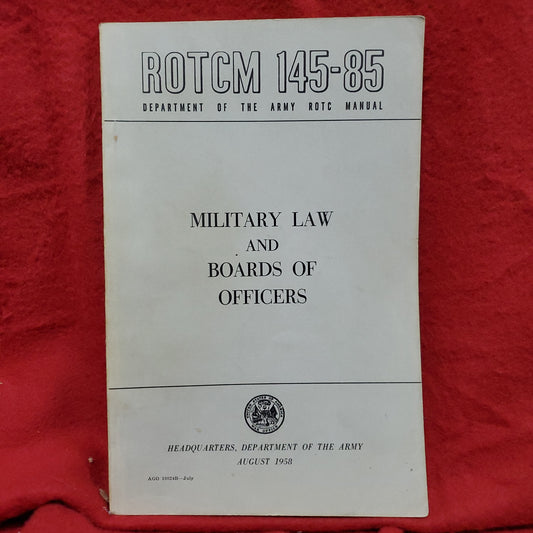 ROTCM 145-85
DEPARTMENT OF THE ARMY ROTC MANUAL
MILITARY LAW
AND
BOARDS OF
OFFICERS
HEADQUARTERS, DEPARTMENT OF THE ARMY
AUGUST 1958